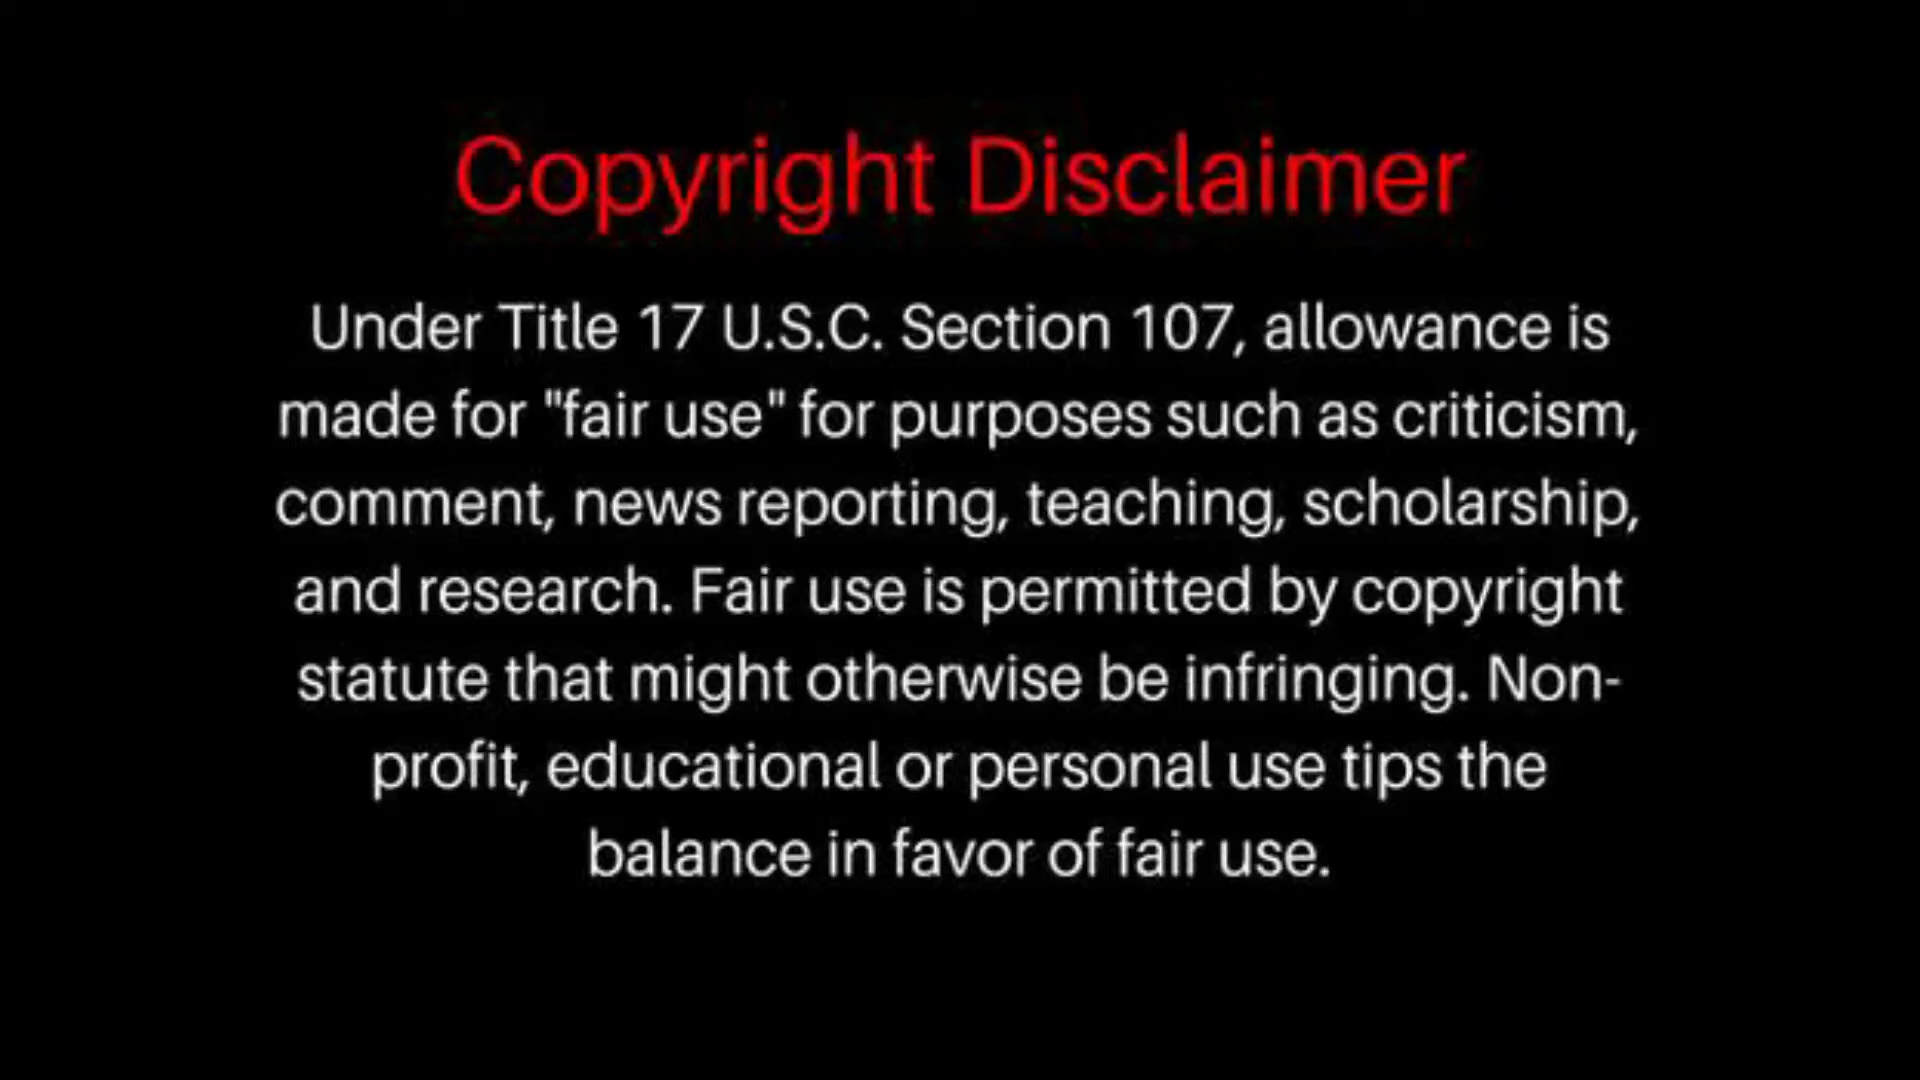 Copyright Disclaimer
Under Title 17 U.S.C. Section 107, allowance is
made for "fair use" for purposes such as criticism,
comment, news reporting, teaching, scholarship,
and research. Fair use is permitted by copyright
statute that might otherwise be infringing. Non-
profit, educational or personal use tips the
balance in favor of fair use.